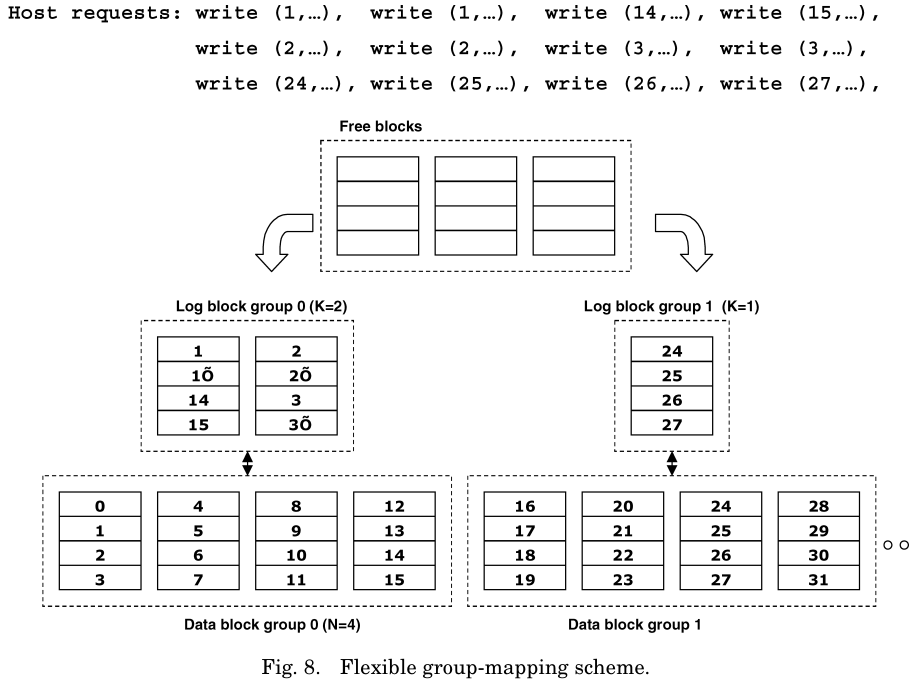 Host requests: write (1,…), write (1,…), write (14,…), write (15,…),
write (2,…), write (2,…), write (3,…), write (3,…),
write (24,…), write (25,…), write (26,…), write (27,…),
Free blocks
Log block group 0 (K=2)
Log block group 1 (K=1)
1 2 24
1Õ 2Õ 25
14 3 26
15 3Õ 27
0 4 8 12 16 20 24 28
1 5 9 13 17 21 25 29
2 6 10 14 18 22 26 30
3 7 11 15 19 23 27 31
Data block group 0 (N=4)
Data block group 1
Fig. 8. Flexible group-mapping scheme.